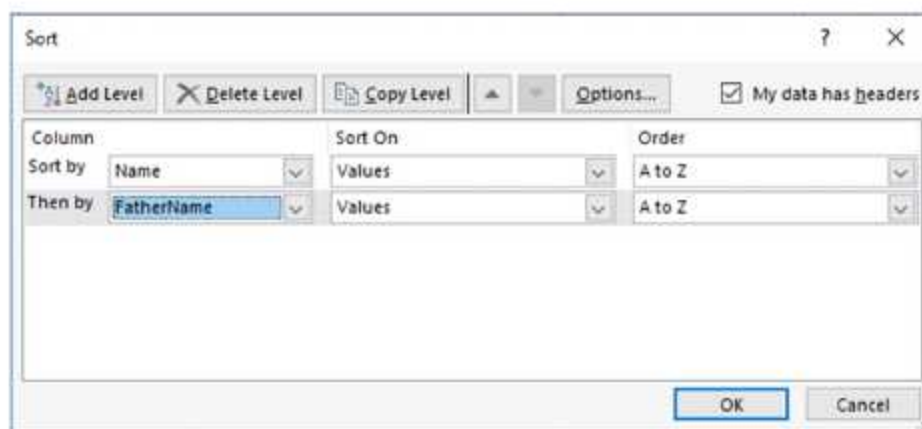 Sort ?
Add Level Delete Level Copy Level Options... My data has headers
Column Sort On Order
Sort by Name Values A to Z
Then by FatherName Values A to Z
OK Cancel